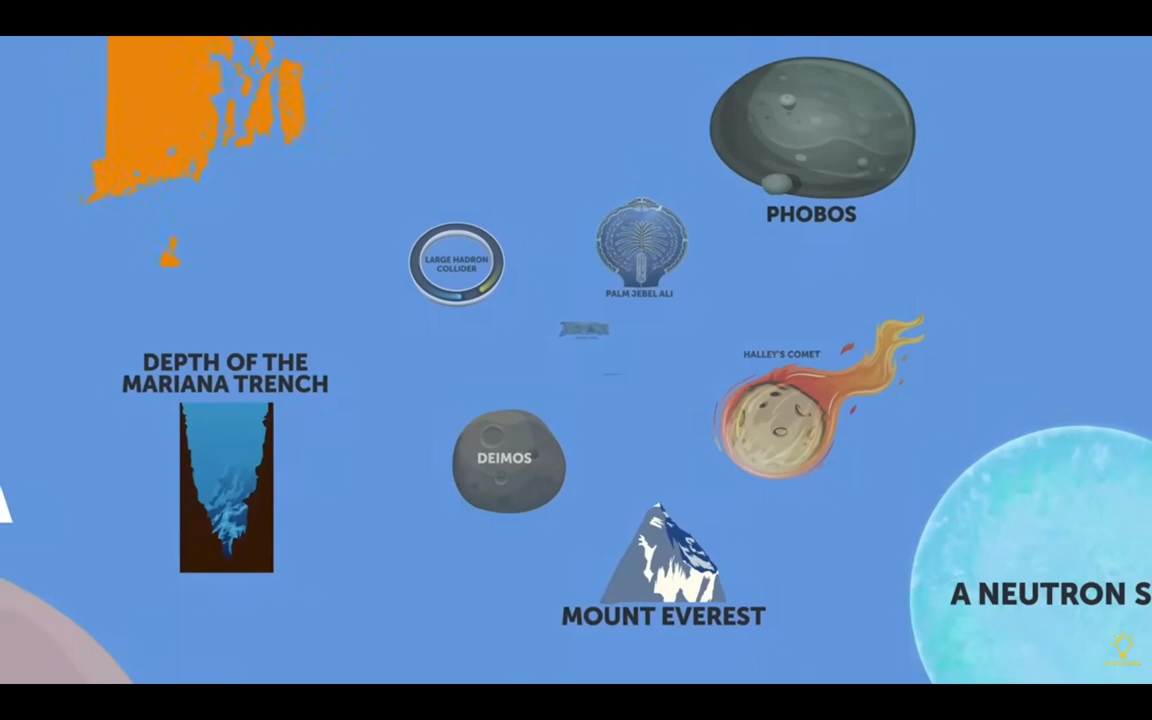 PHOBOS
LARGE HADRON
COLLIDER
PALM JEBEL ALI
HALLEY'S COMET
DEPTH OF THE
MARIANA TRENCH
DEIMOS
MOUNT EVEREST
A NEUTRON S